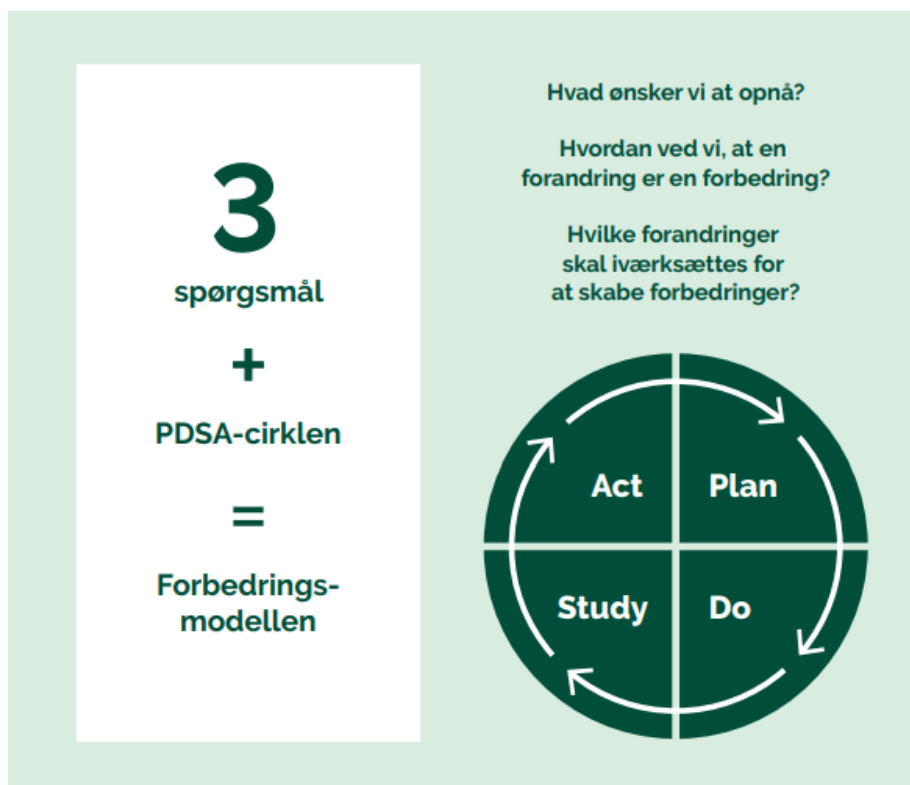 3
spørgsmål
+
PDSA-cirklen
=
Forbedrings-
modellen
Hvad ønsker vi at opnå?
Hvordan ved vi, at en
forandring er en forbedring?
Hvilke forandringer
skal iværksættes for
at skabe forbedringer?
Act
Plan
Study
Do